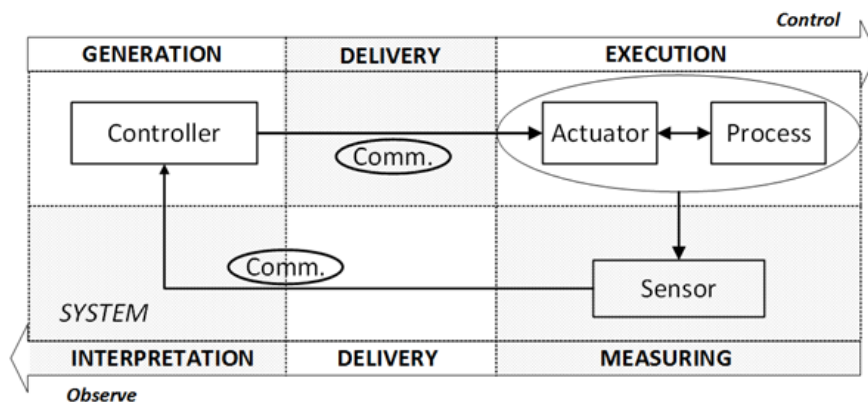 Control
GENERATION DELIVERY EXECUTION
Controller Actuator Process
Comm.
Comm.
Sensor
SYSTEM
INTERPRETATION DELIVERY MEASURING
Observe